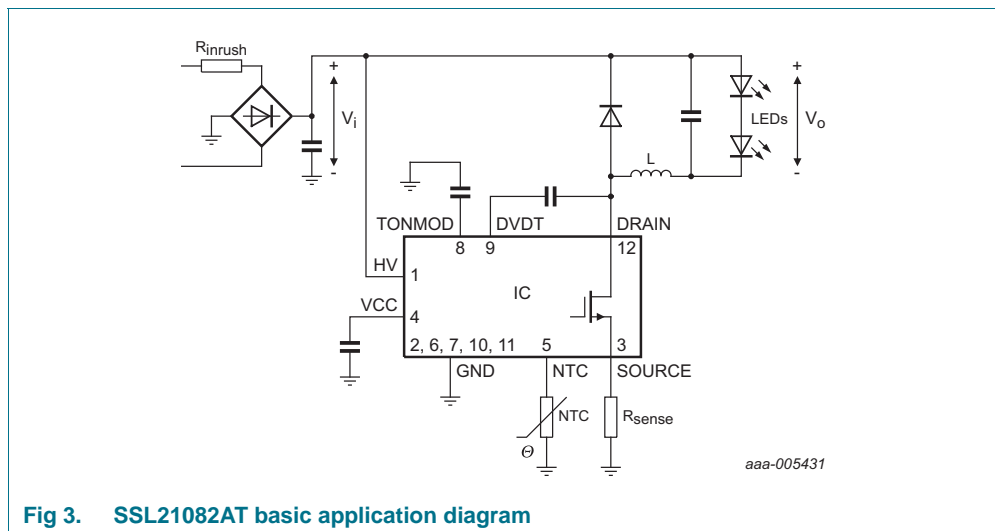 Rinrush
+
Vi
-
+
LEDs
Vo
-
L
TONMOD
DVDT
DRAIN
8
9
12
HV
1
IC
VCC
4
2, 6, 7, 10, 11
5
3
GND
NTC
SOURCE
NTC
Rsense
Θ
aaa-005431
Fig 3. SSL21082AT basic application diagram